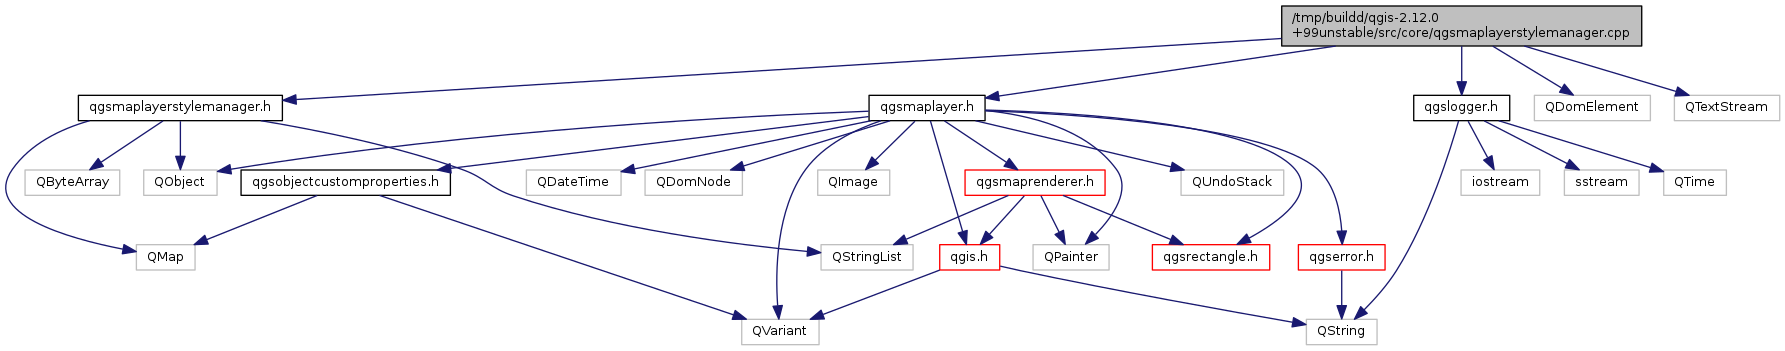 /tmp/buildd/qgis-2.12.0
+99unstable/src/core/qgsmaplayerstylemanager.cpp
qgsmaplayerstylemanager.h
qgsmaplayer.h
qgslogger.h
QDomElement
QTextStream
QByteArray
QObject
qgsobjectcustomproperties.h
QDateTime
QDomNode
QImage
qgsmaprenderer.h
QUndoStack
iostream
sstream
QTime
QMap
QStringList
qgis.h
QPainter
qgsrectangle.h
qgserror.h
QVariant
QString